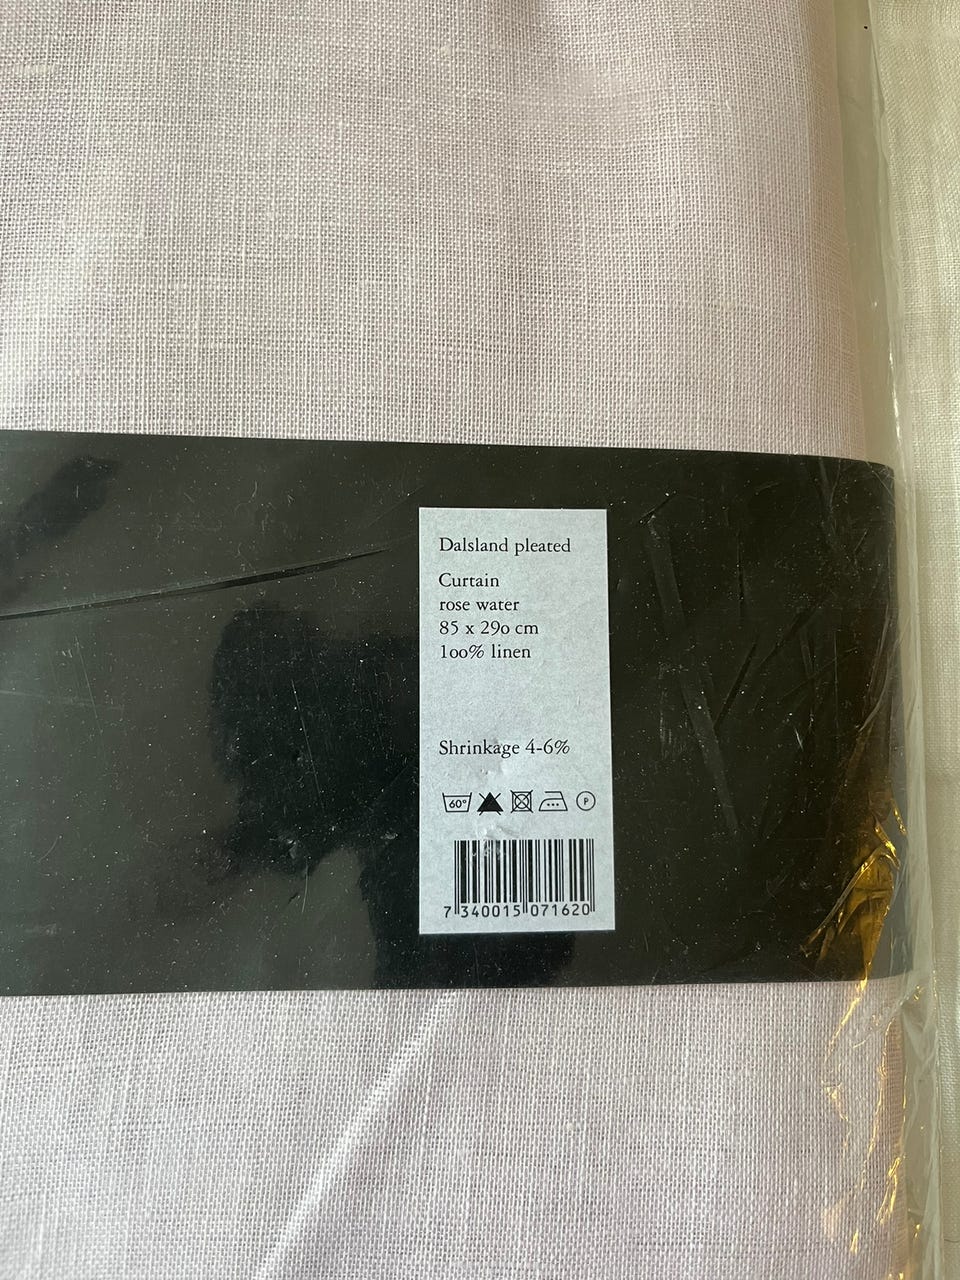 Dalsland pleated
Curtain
rose water
85 x 290 cm
100% linen
Shrinkage 4-6%
60° P
7 340015 071620